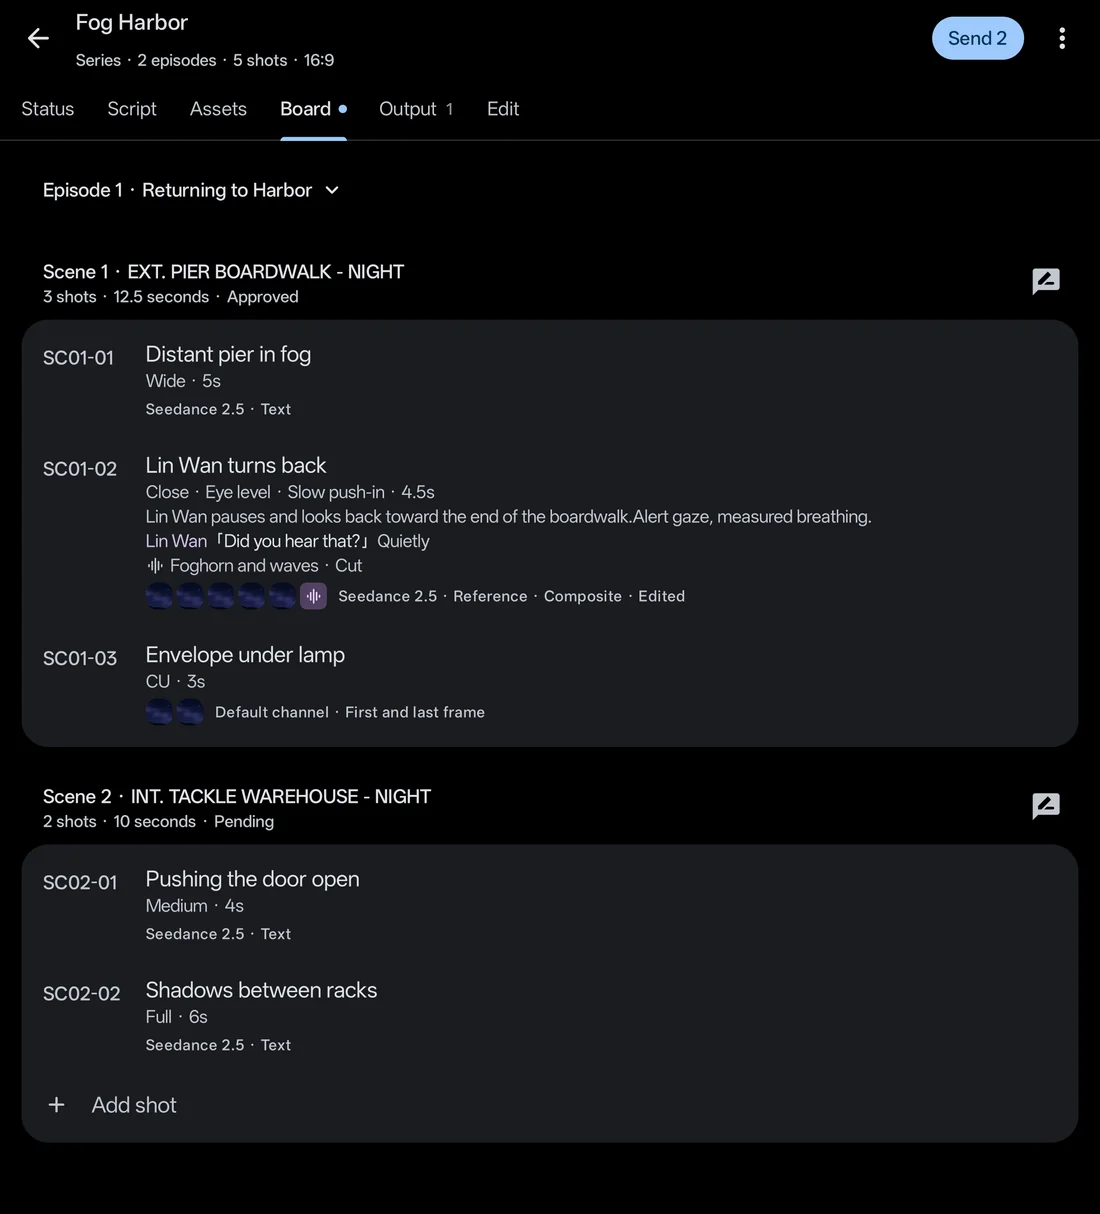 Fog Harbor
Series · 2 episodes · 5 shots · 16:9
Send 2
Status
Script
Assets
Board
Output 1
Edit
Episode 1 · Returning to Harbor
Scene 1 · EXT. PIER BOARDWALK - NIGHT
3 shots · 12.5 seconds · Approved
SC01-01
Distant pier in fog
Wide · 5s
Seedance 2.5 · Text
SC01-02
Lin Wan turns back
Close · Eye level · Slow push-in · 4.5s
Lin Wan pauses and looks back toward the end of the boardwalk.Alert gaze, measured breathing.
Lin Wan「Did you hear that?」Quietly
Foghorn and waves · Cut
Seedance 2.5 · Reference · Composite · Edited
SC01-03
Envelope under lamp
CU · 3s
Default channel · First and last frame
Scene 2 · INT. TACKLE WAREHOUSE - NIGHT
2 shots · 10 seconds · Pending
SC02-01
Pushing the door open
Medium · 4s
Seedance 2.5 · Text
SC02-02
Shadows between racks
Full · 6s
Seedance 2.5 · Text
Add shot